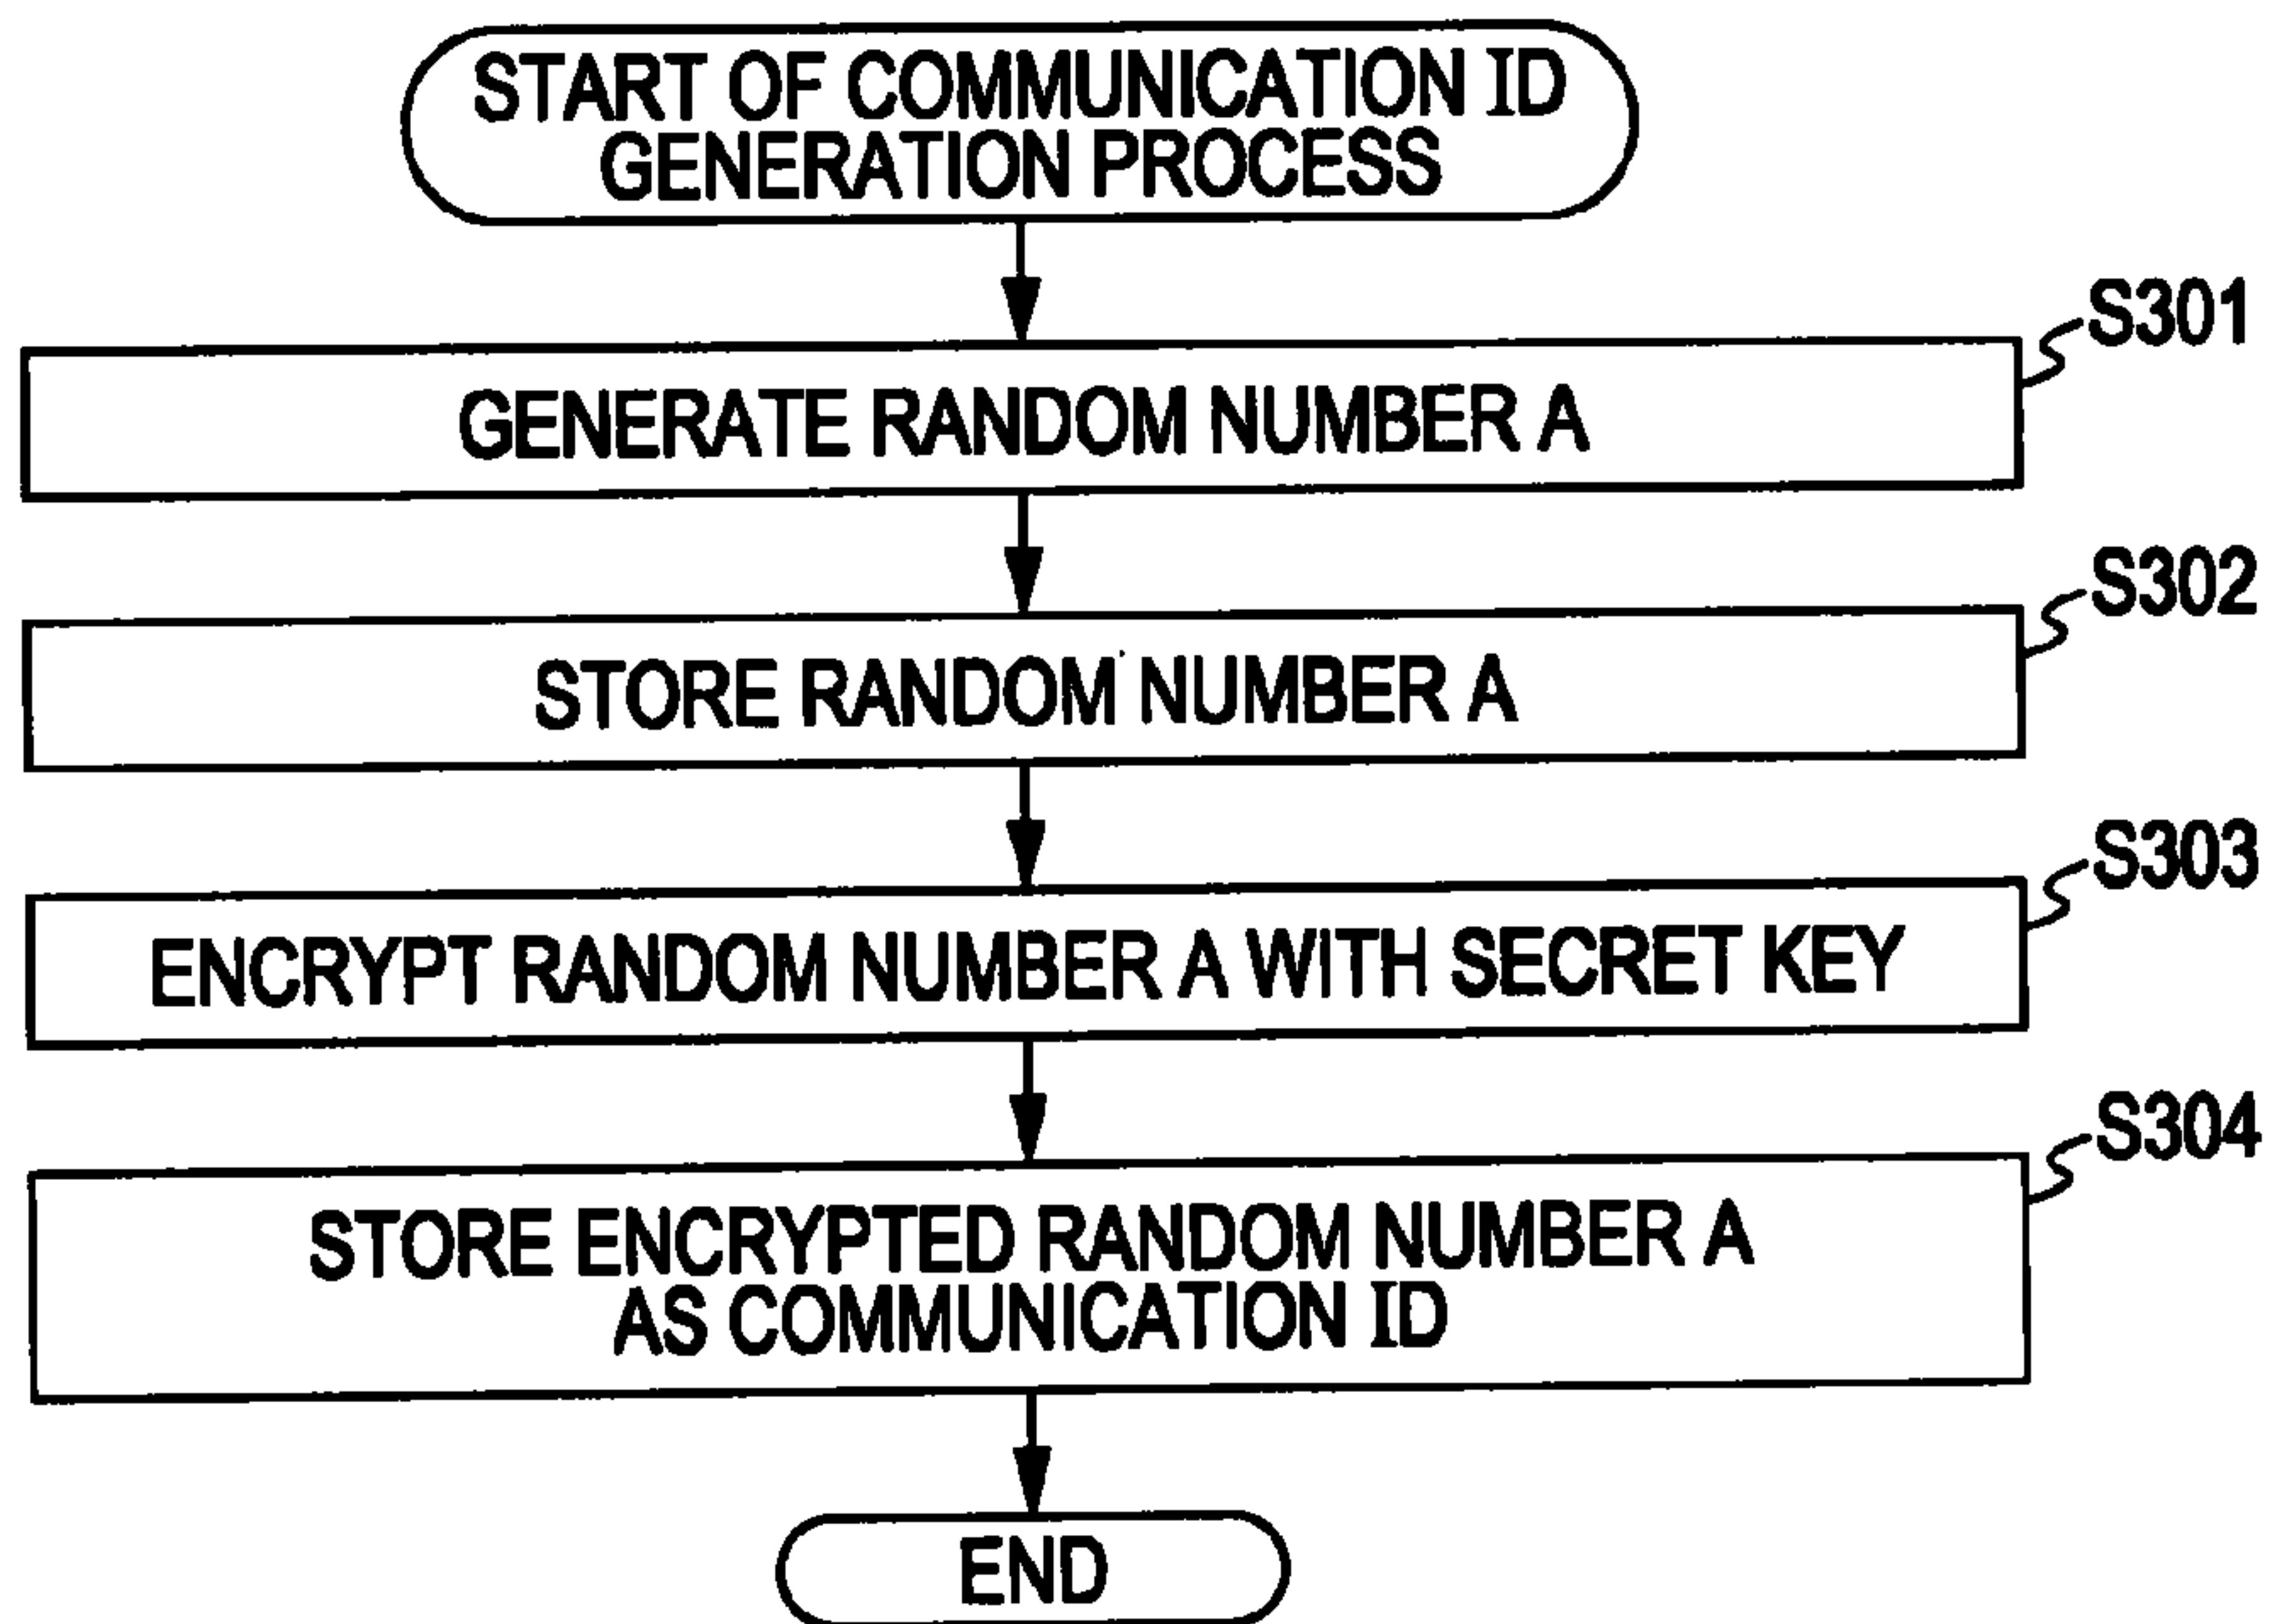 START OF COMMUNICATION ID
GENERATION PROCESS
S301
GENERATE RANDOM NUMBER A
S302
STORE RANDOM NUMBER A
S303
ENCRYPT RANDOM NUMBER A WITH SECRET KEY
S304
STORE ENCRYPTED RANDOM NUMBER A
AS COMMUNICATION ID
END